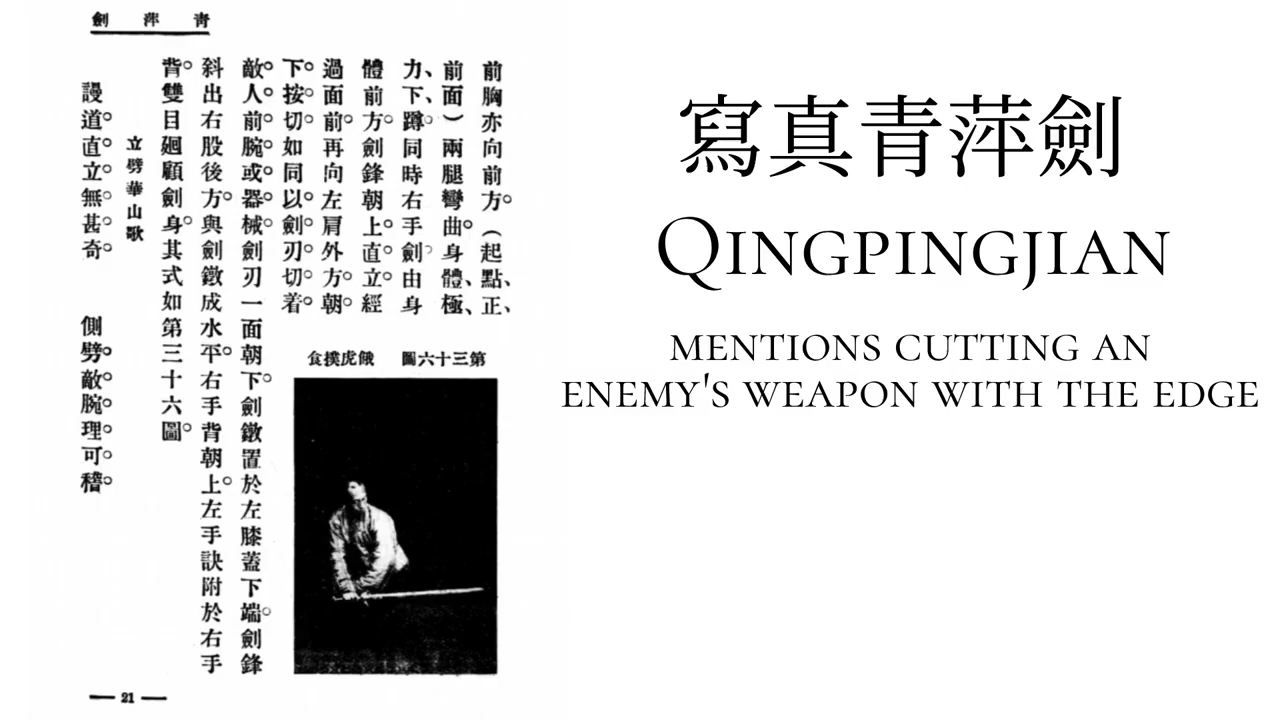 青萍劍
前胸亦向前方。(起點、正、
前面)兩腿彎曲。身體、極、
力、下、蹲。同時右手劍。由身
體前方。劍鋒朝上。直。立。經
過面前。再向左肩外方。朝。
下。按。切。如同以。劍。刃切。着。
第三十六圖 餓虎撲食
敵。人。前。腕。或。器。械。劍刃一面朝下。劍鐓置於左膝蓋下端。劍鋒
斜出右股後方。與劍鐓成水平。右手背朝上。左手訣附於右手
背。雙目廻顧劍身。其式如第三十六圖。
立劈華山歌
謾道。直。立。無。甚。奇。 側劈。敵。腕。理。可。稽。
— 21 —
寫真青萍劍
Qingpingjian
mentions cutting an
enemy's weapon with the edge